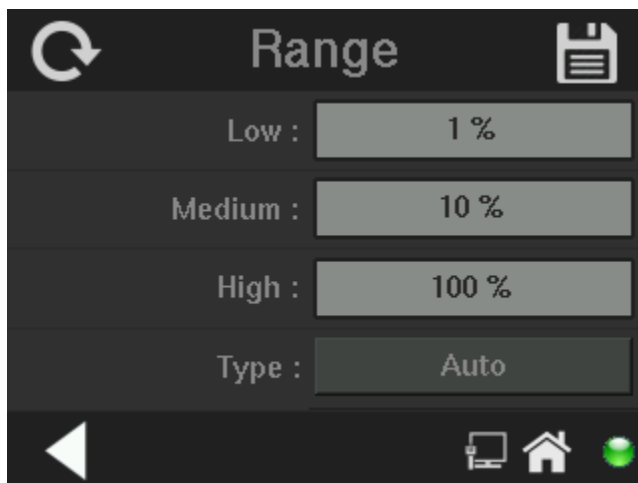 Range
Low : 1 %
Medium : 10 %
High : 100 %
Type : Auto